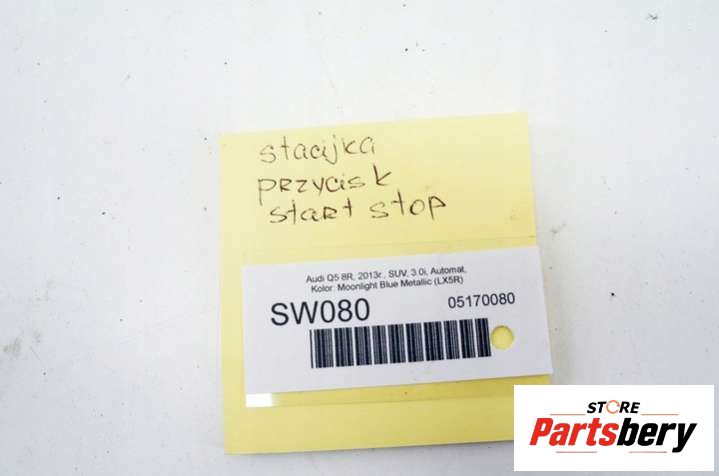 stacijka
przycisk
start stop
Audi Q5 8R, 2013r., SUV, 3.0i, Automat,
Kolor: Moonlight Blue Metallic (LX5R)
SW080 05170080
STORE
Partsbery